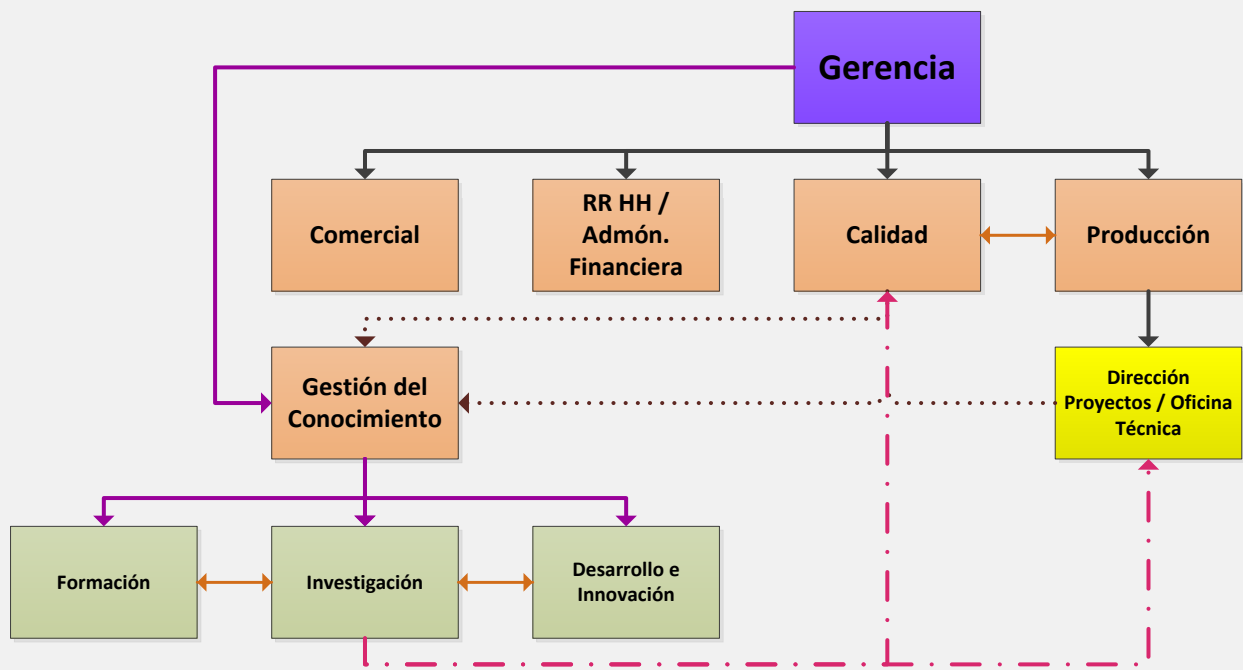 Gerencia
Comercial
RR HH /
Admón.
Financiera
Calidad
Producción
Gestión del
Conocimiento
Dirección
Proyectos / Oficina
Técnica
Formación
Investigación
Desarrollo e
Innovación